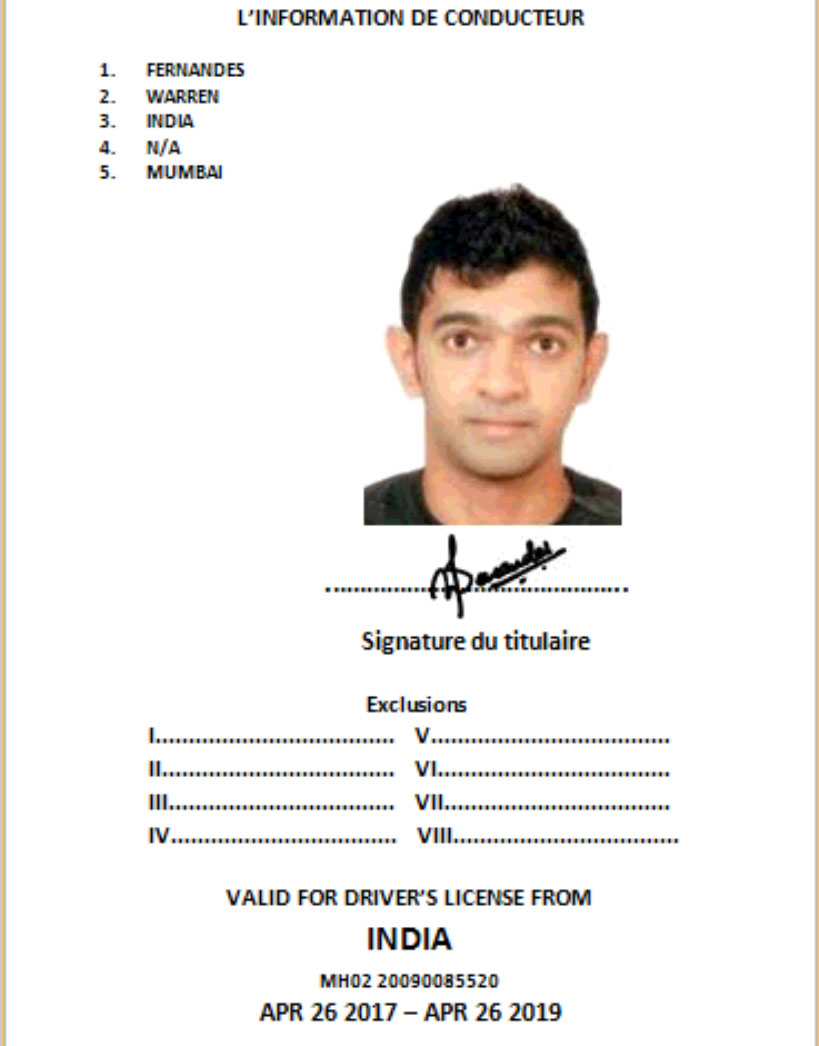 L'INFORMATION DE CONDUCTEUR
1. FERNANDES
2. WARREN
3. INDIA
4. N/A
5. MUMBAI
Signature du titulaire
Exclusions
I.................................... V....................................
II................................... VI...................................
III.................................. VII..................................
IV.................................. VIII..................................
VALID FOR DRIVER'S LICENSE FROM
INDIA
MH02 20090085520
APR 26 2017 – APR 26 2019